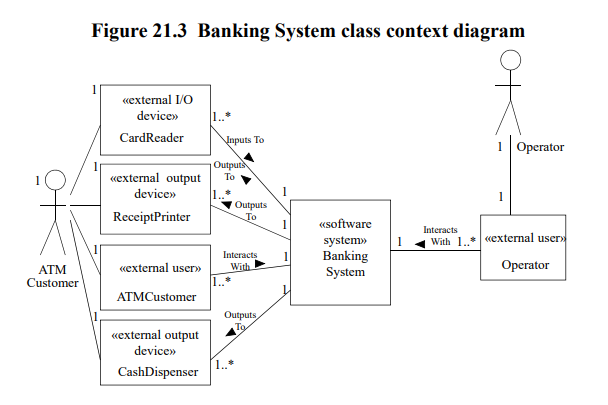 Figure 21.3  Banking System class context diagram
1
«external I/O
device»
CardReader
1..*
Inputs To
Outputs
To
1
1
«external  output
device»
ReceiptPrinter
1..*
Outputs
To
1
1
ATM
Customer
1
«external user»
ATMCustomer
Interacts
With
1..*
1
1
«external output
device»
CashDispenser
Outputs
To
1..*
1
«software
system»
Banking
System
1
Interacts
With
1..*
«external user»
Operator
1
1
Operator